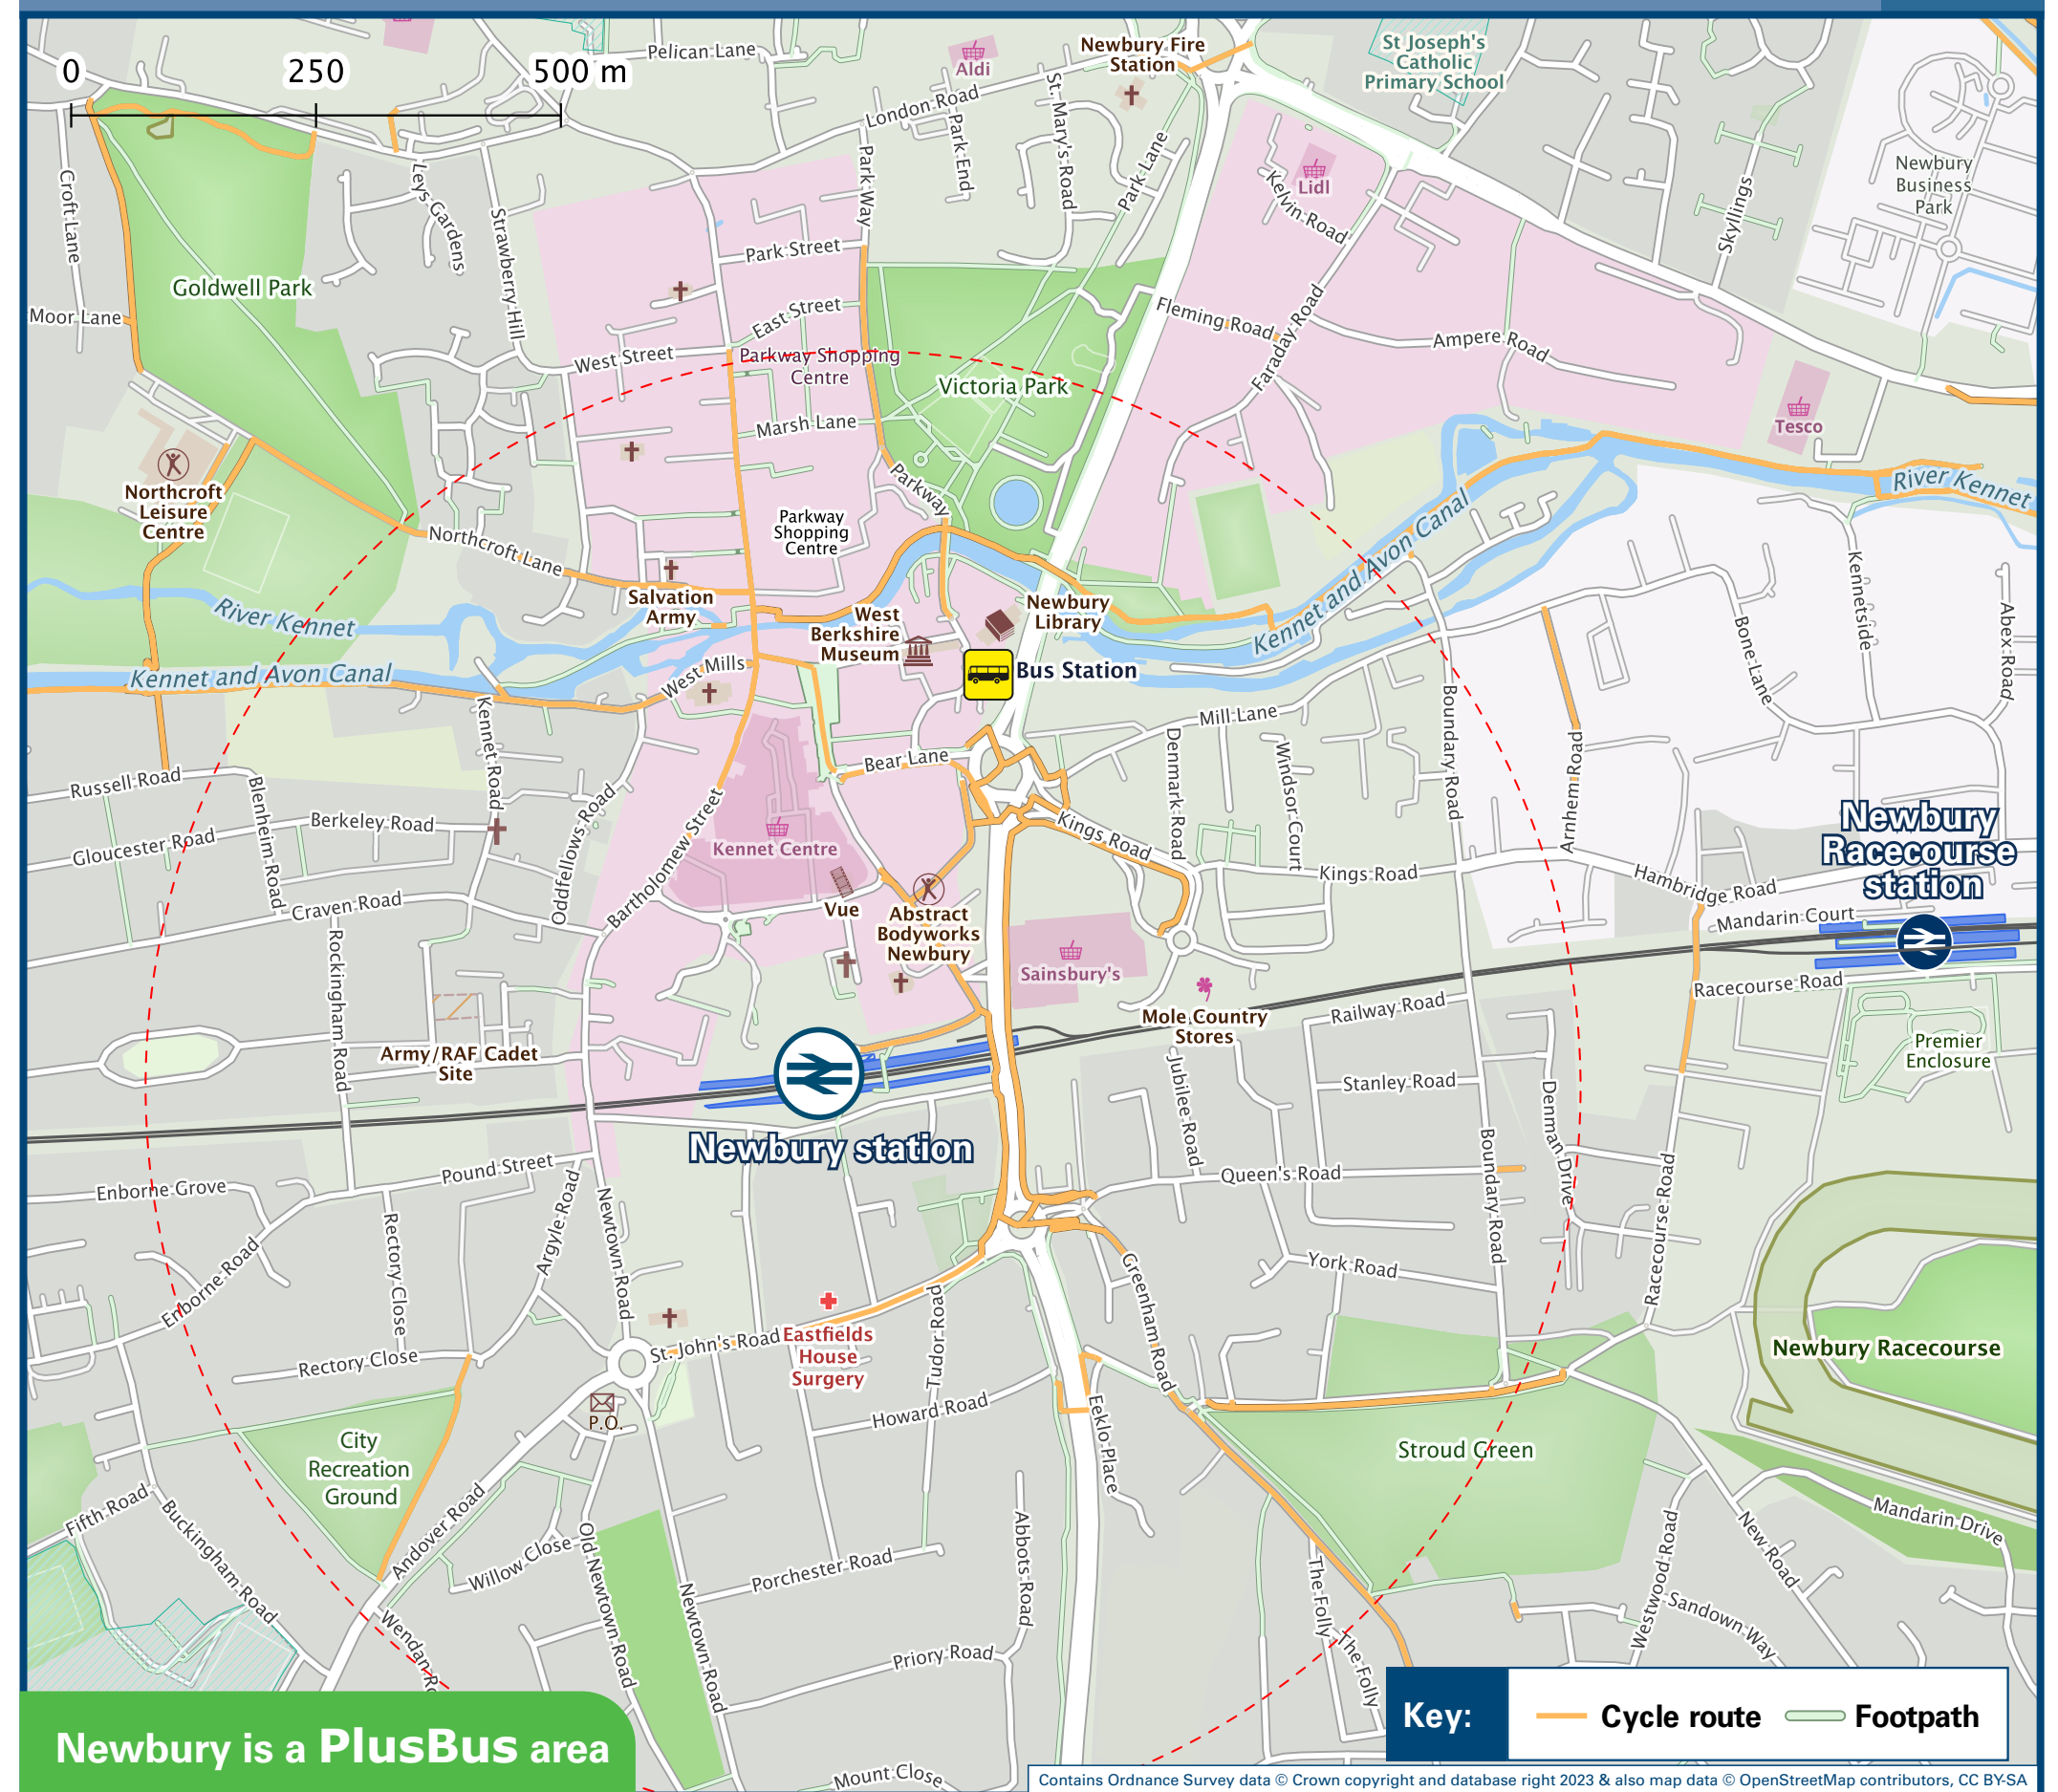 0 250 500 m
Pelican Lane
Aldi
Newbury Fire
Station
St Joseph's
Catholic
Primary School
London Road
Park End
St. Mary's Road
Park Lane
Park Way
Croft Lane
Leys Gardens
Strawberry Hill
Lidl
Kelvin Road
Skyllings
Newbury
Business
Park
Goldwell Park
Moor Lane
Park Street
East Street
West Street
Parkway Shopping
Centre
Victoria Park
Fleming Road
Faraday Road
Ampere Road
Tesco
Marsh Lane
Parkway
Northcroft
Leisure
Centre
Northcroft Lane
Parkway
Shopping
Centre
River Kennet
River Kennet
Kennet and Avon Canal
Kennet and Avon Canal
Salvation
Army
West
Berkshire
Museum
Newbury
Library
Bus Station
West Mills
Kennetside
Bone Lane
Abex Road
Kennet Road
Mill Lane
Denmark Road
Windsor Court
Boundary Road
Arnhem Road
Bear Lane
Russell Road
Blenheim Road
Berkeley Road
Gloucester Road
Oddfellows Road
Bartholomew Street
Kennet Centre
Kings Road
Kings Road
Hambridge Road
Newbury
Racecourse
station
Mandarin Court
Craven Road
Rockingham Road
Vue
Abstract
Bodyworks
Newbury
Sainsbury's
Racecourse Road
Mole Country
Stores
Railway Road
Army/RAF Cadet
Site
Premier
Enclosure
Jubilee Road
Stanley Road
Denman Drive
Newbury station
Boundary Road
Pound Street
Enborne Grove
Queen's Road
Argyle Road
Newtown Road
Rectory Close
Enborne Road
York Road
Greenham Road
Racecourse Road
Tudor Road
St. John's Road
Eastfields
House
Surgery
Rectory Close
Newbury Racecourse
P.O.
Howard Road
Eeklo Place
City
Recreation
Ground
Stroud Green
Fifth Road
Buckingham Road
Andover Road
Willow Close
Old Newtown Road
Newtown Road
Porchester Road
Abbots Road
The Folly
The Folly
Westwood Road
New Road
Sandown Way
Mandarin Drive
Priory Road
Mount Close
Key: Cycle route Footpath
Newbury is a PlusBus area
Contains Ordnance Survey data © Crown copyright and database right 2023 & also map data © OpenStreetMap contributors, CC BY-SA